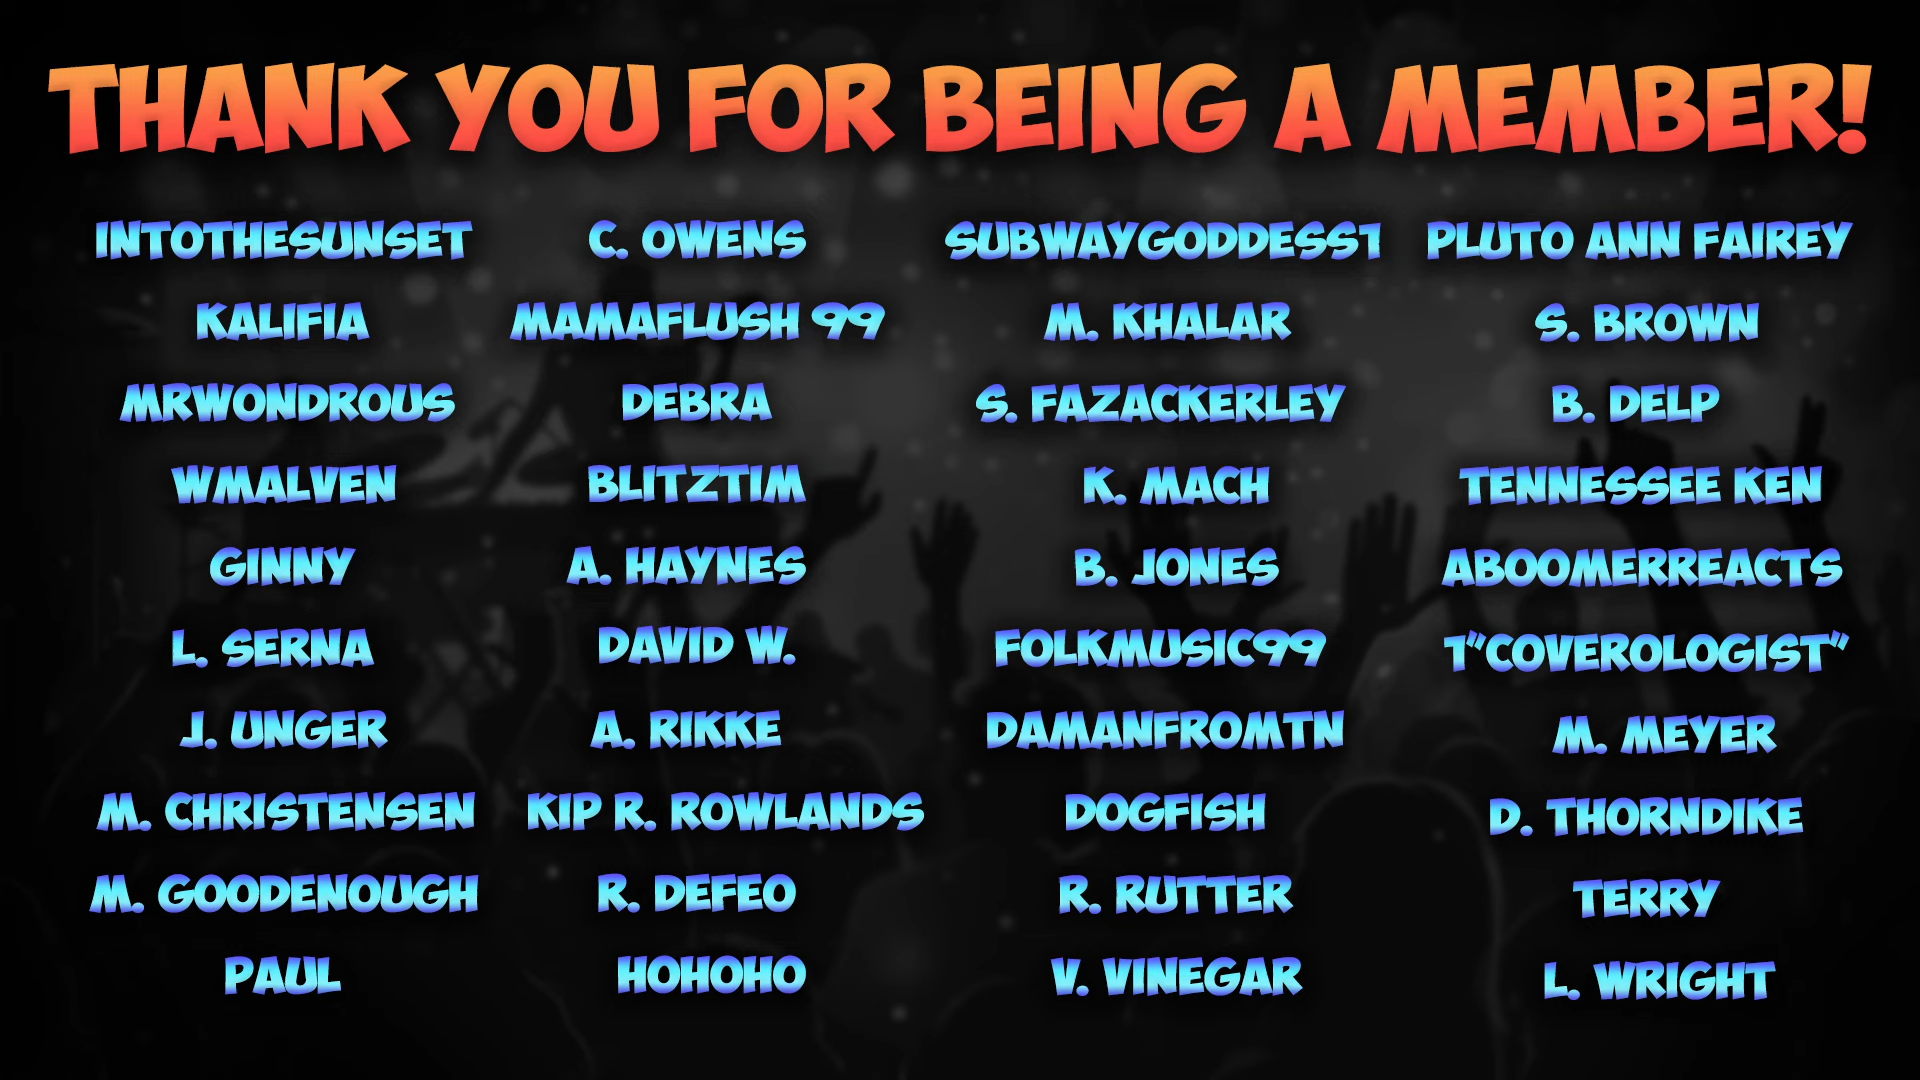 THANK YOU FOR BEING A MEMBER!
INTOTHESUNSET
KALIFIA
MRWONDROUS
WMALVEN
GINNY
L. SERNA
J. UNGER
M. CHRISTENSEN
M. GOODENOUGH
PAUL
C. OWENS
MAMAFLUSH 99
DEBRA
BLITZTIM
A. HAYNES
DAVID W.
A. RIKKE
KIP R. ROWLANDS
R. DEFEO
HOHOHO
SUBWAYGODDESS1
M. KHALAR
S. FAZACKERLEY
K. MACH
B. JONES
FOLKMUSIC99
DAMANFROMTN
DOGFISH
R. RUTTER
V. VINEGAR
PLUTO ANN FAIREY
S. BROWN
B. DELP
TENNESSEE KEN
ABOOMERREACTS
1"COVEROLOGIST"
M. MEYER
D. THORNDIKE
TERRY
L. WRIGHT